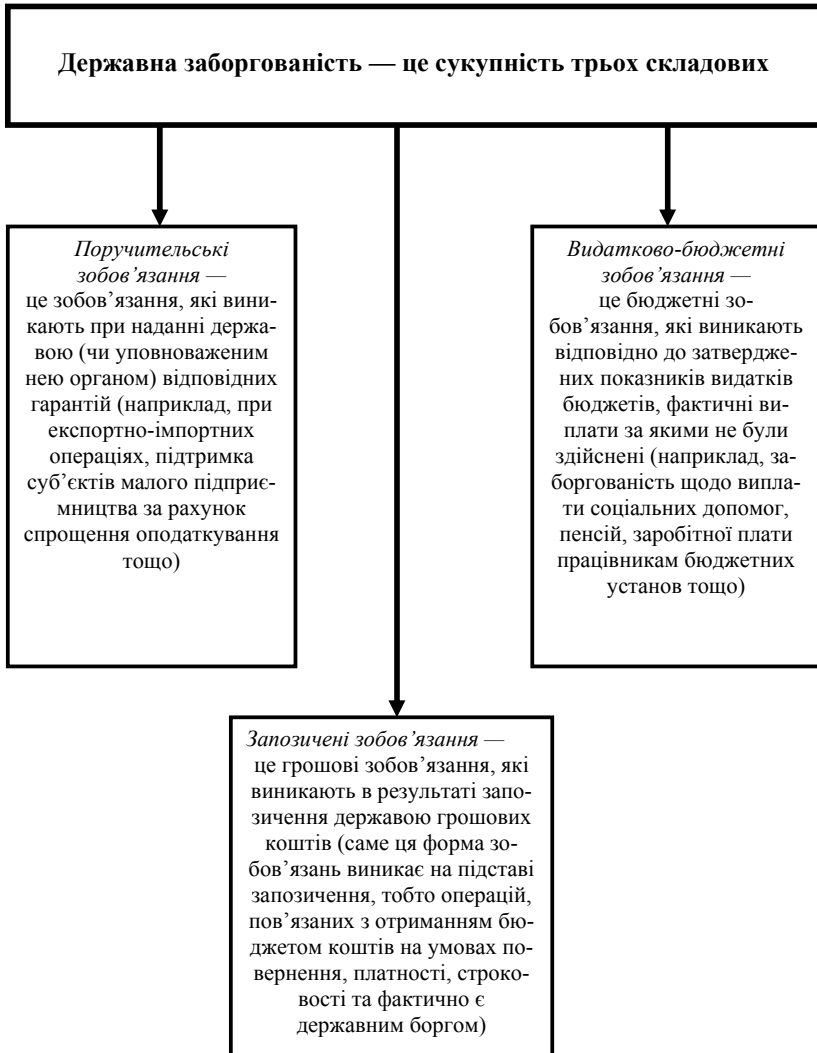 Державна заборгованість — це сукупність трьох складових
Поручительські
зобов’язання —
це зобов’язання, які вини-
кають при наданні держа-
вою (чи уповноваженим
нею органом) відповідних
гарантій (наприклад, при
експортно-імпортних
операціях, підтримка
суб’єктів малого підприє-
мництва за рахунок
спрощення оподаткування
тощо)
Видатково-бюджетні
зобов’язання —
це бюджетні зо-
бов’язання, які виникають
відповідно до затвердже-
них показників видатків
бюджетів, фактичні ви-
плати за якими не були
здійснені (наприклад, за-
боргованість щодо випла-
ти соціальних допомог,
пенсій, заробітної плати
працівникам бюджетних
установ тощо)
Запозичені зобов’язання —
це грошові зобов’язання, які
виникають в результаті запо-
зичення державою грошових
коштів (саме ця форма зо-
бов’язань виникає на підставі
запозичення, тобто операцій,
пов’язаних з отриманням бю-
джетом коштів на умовах по-
вернення, платності, строко-
вості та фактично є
державним боргом)